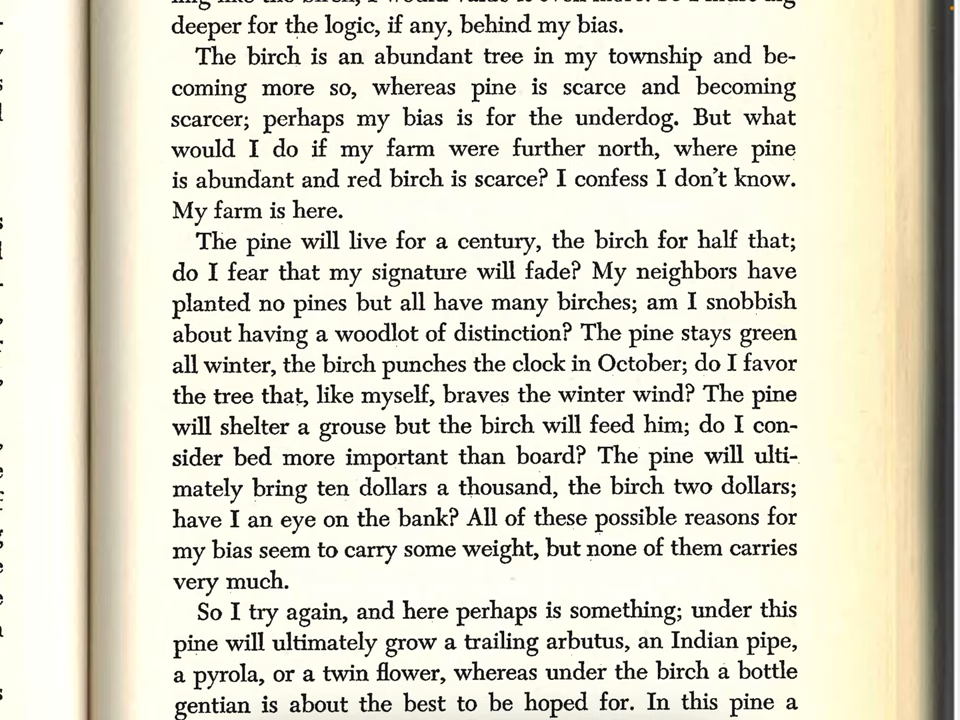 deeper for the logic, if any, behind my bias.
The birch is an abundant tree in my township and be-
coming more so, whereas pine is scarce and becoming
scarcer; perhaps my bias is for the underdog. But what
would I do if my farm were further north, where pine
is abundant and red birch is scarce? I confess I don't know.
My farm is here.
The pine will live for a century, the birch for half that;
do I fear that my signature will fade? My neighbors have
planted no pines but all have many birches; am I snobbish
about having a woodlot of distinction? The pine stays green
all winter, the birch punches the clock in October; do I favor
the tree that, like myself, braves the winter wind? The pine
will shelter a grouse but the birch will feed him; do I con-
sider bed more important than board? The pine will ulti-
mately bring ten dollars a thousand, the birch two dollars;
have I an eye on the bank? All of these possible reasons for
my bias seem to carry some weight, but none of them carries
very much.
So I try again, and here perhaps is something; under this
pine will ultimately grow a trailing arbutus, an Indian pipe,
a pyrola, or a twin flower, whereas under the birch a bottle
gentian is about the best to be hoped for. In this pine a